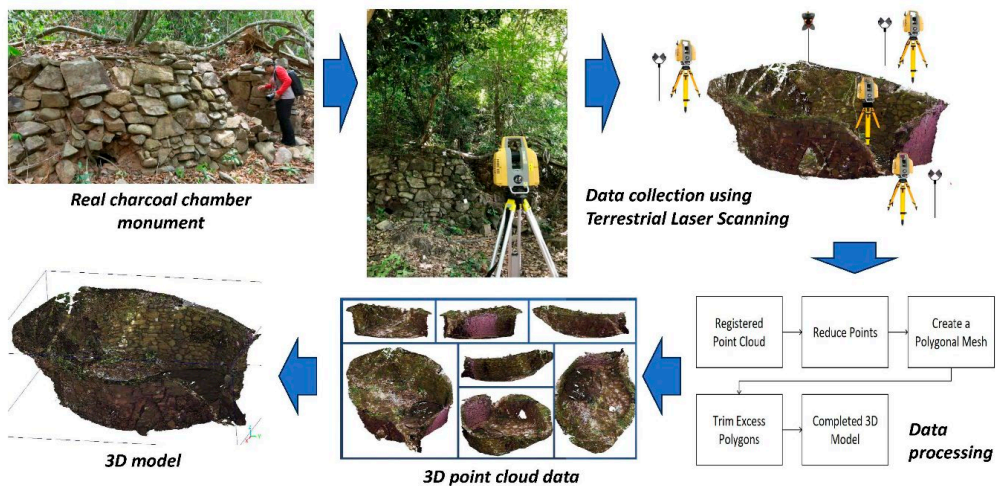 Real charcoal chamber
monument
Data collection using
Terrestrial Laser Scanning
Registered
Point Cloud
Reduce Points
Create a
Polygonal Mesh
Trim Excess
Polygons
Completed 3D
Model
Data
processing
3D point cloud data
3D model